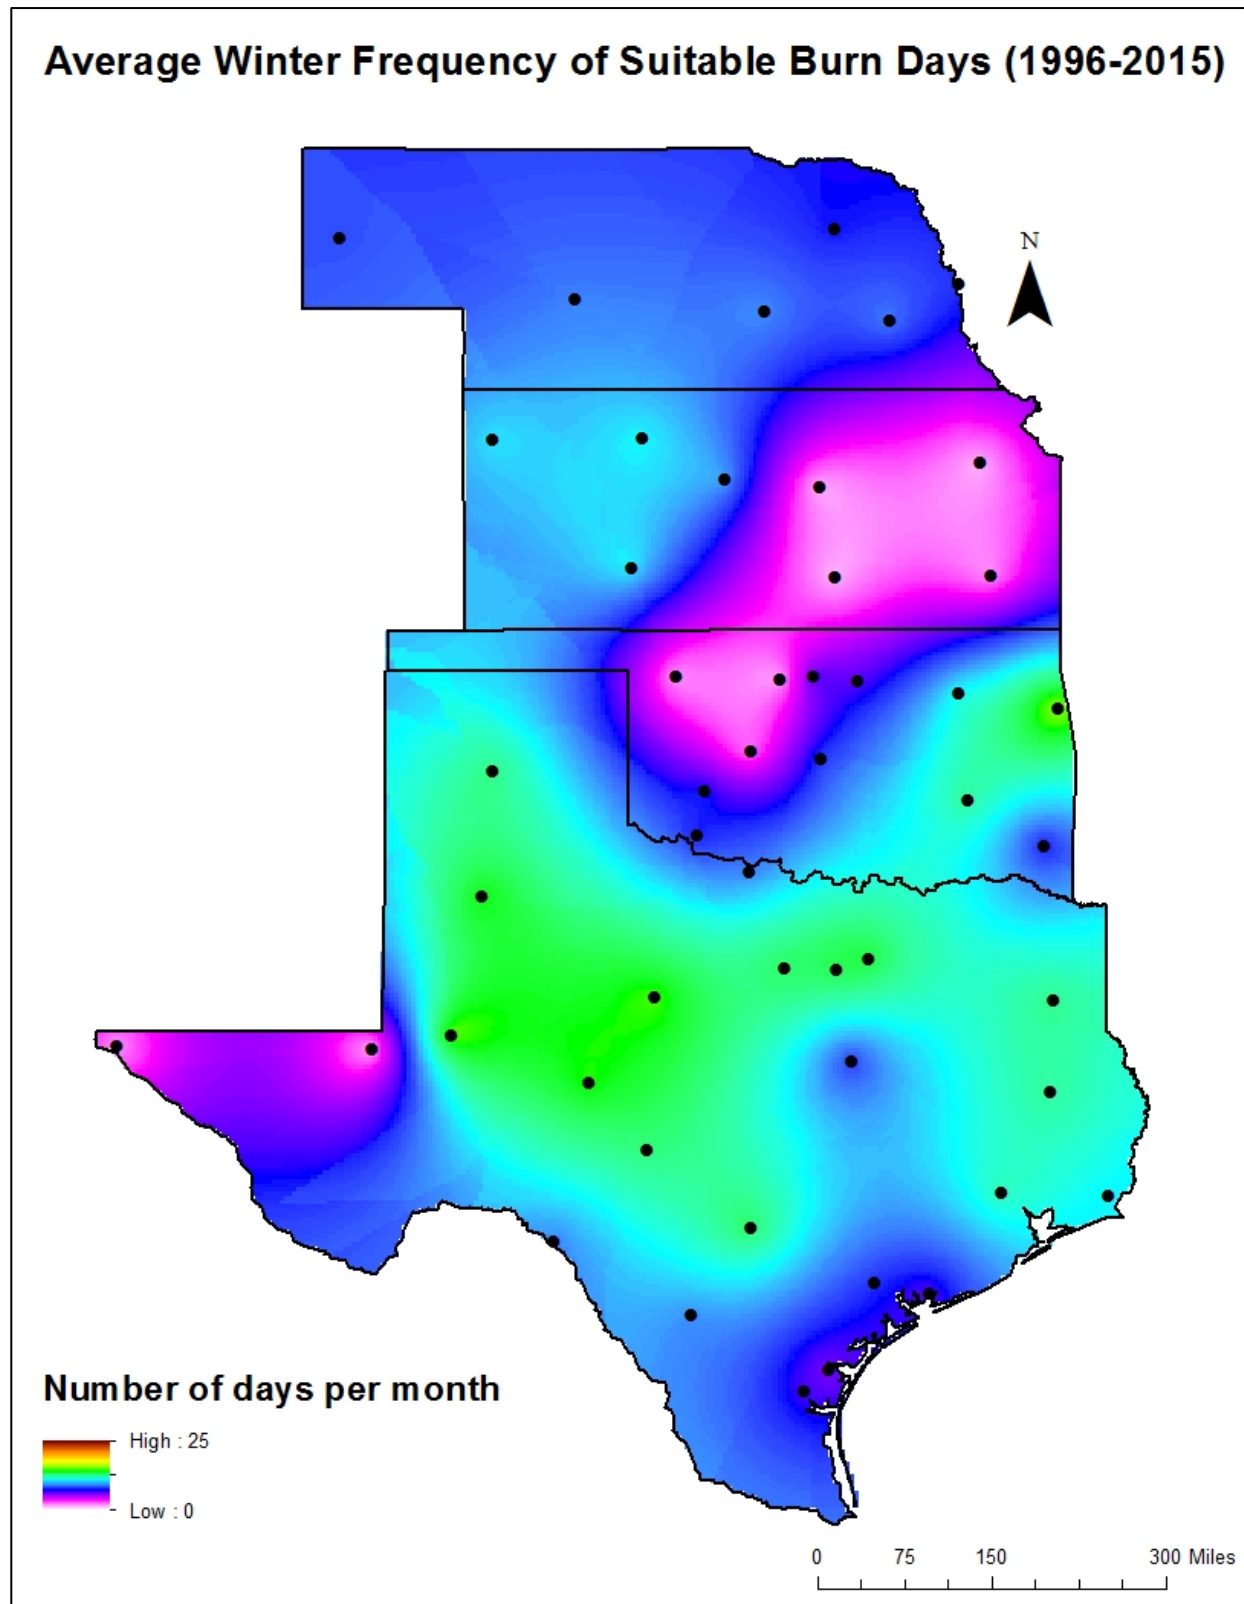 Average Winter Frequency of Suitable Burn Days (1996-2015)
N
Number of days per month
High : 25
Low : 0
0 75 150 300 Miles